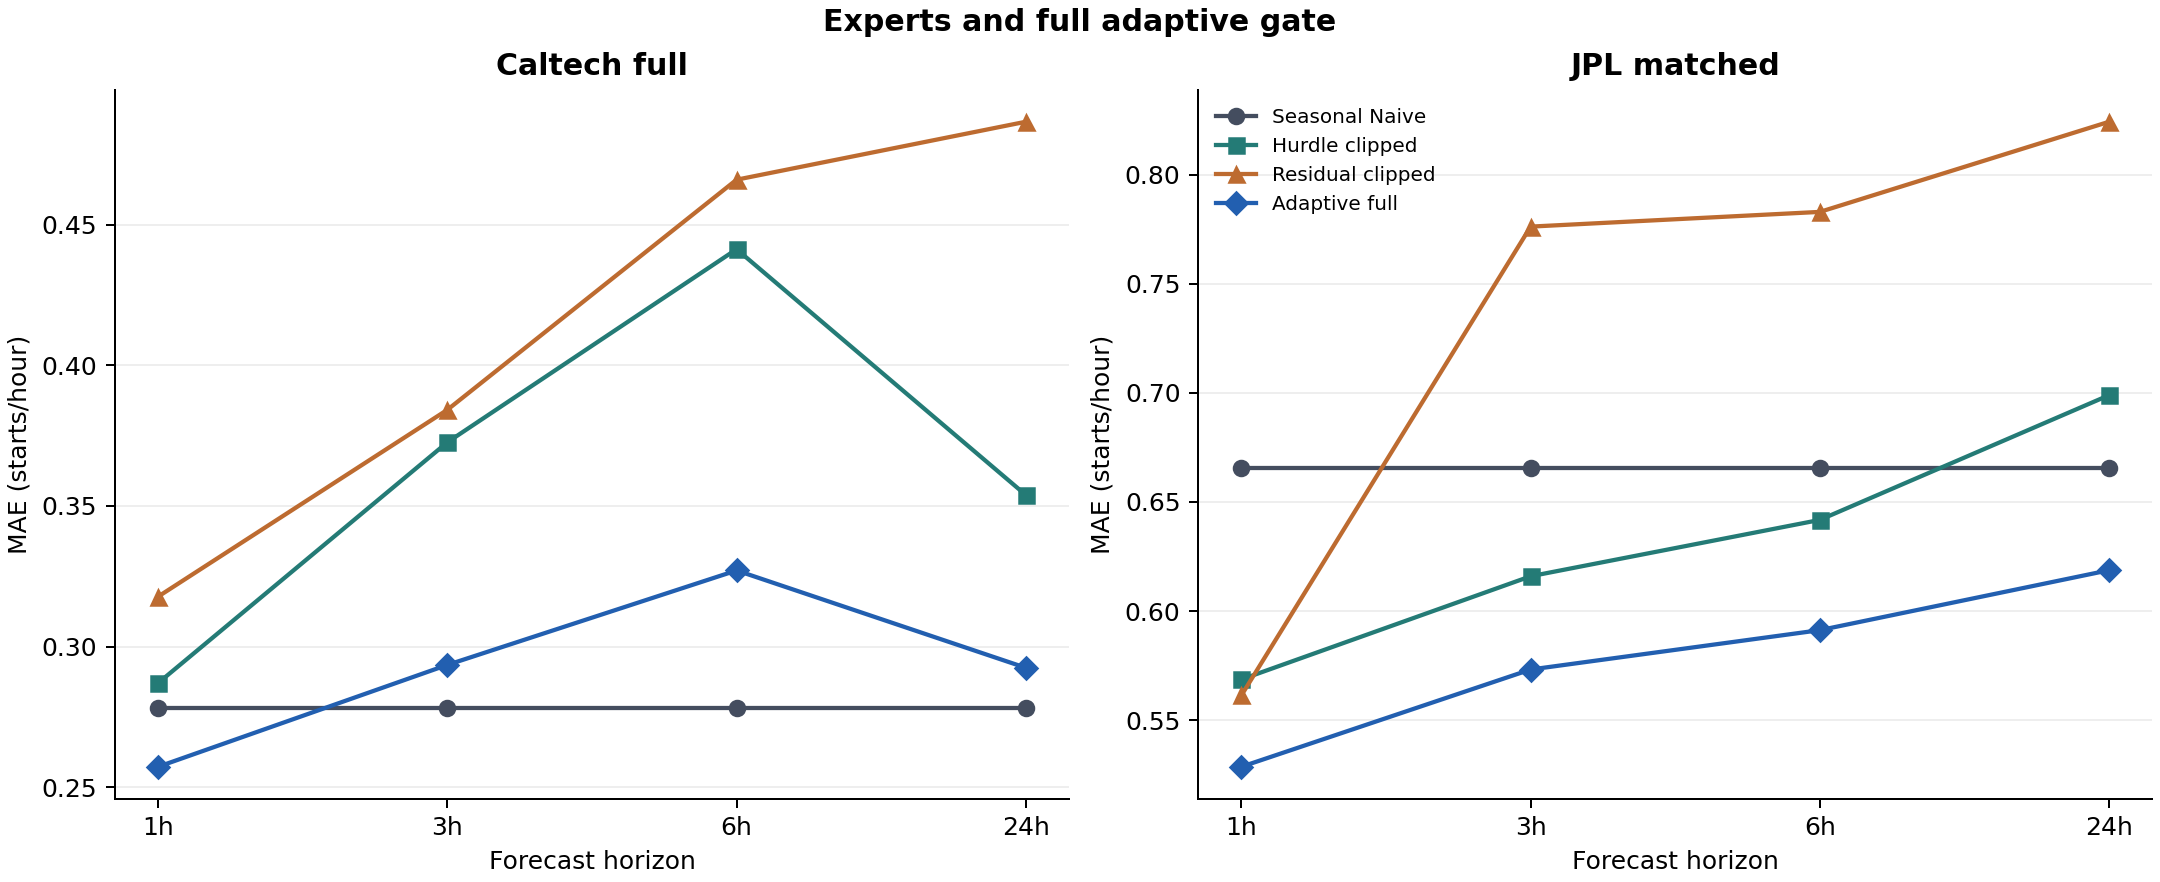 Experts and full adaptive gate
Caltech full
MAE (starts/hour)
0.45
0.40
0.35
0.30
0.25
1h 3h 6h 24h
Forecast horizon
JPL matched
Seasonal Naive
Hurdle clipped
Residual clipped
Adaptive full
MAE (starts/hour)
0.80
0.75
0.70
0.65
0.60
0.55
1h 3h 6h 24h
Forecast horizon